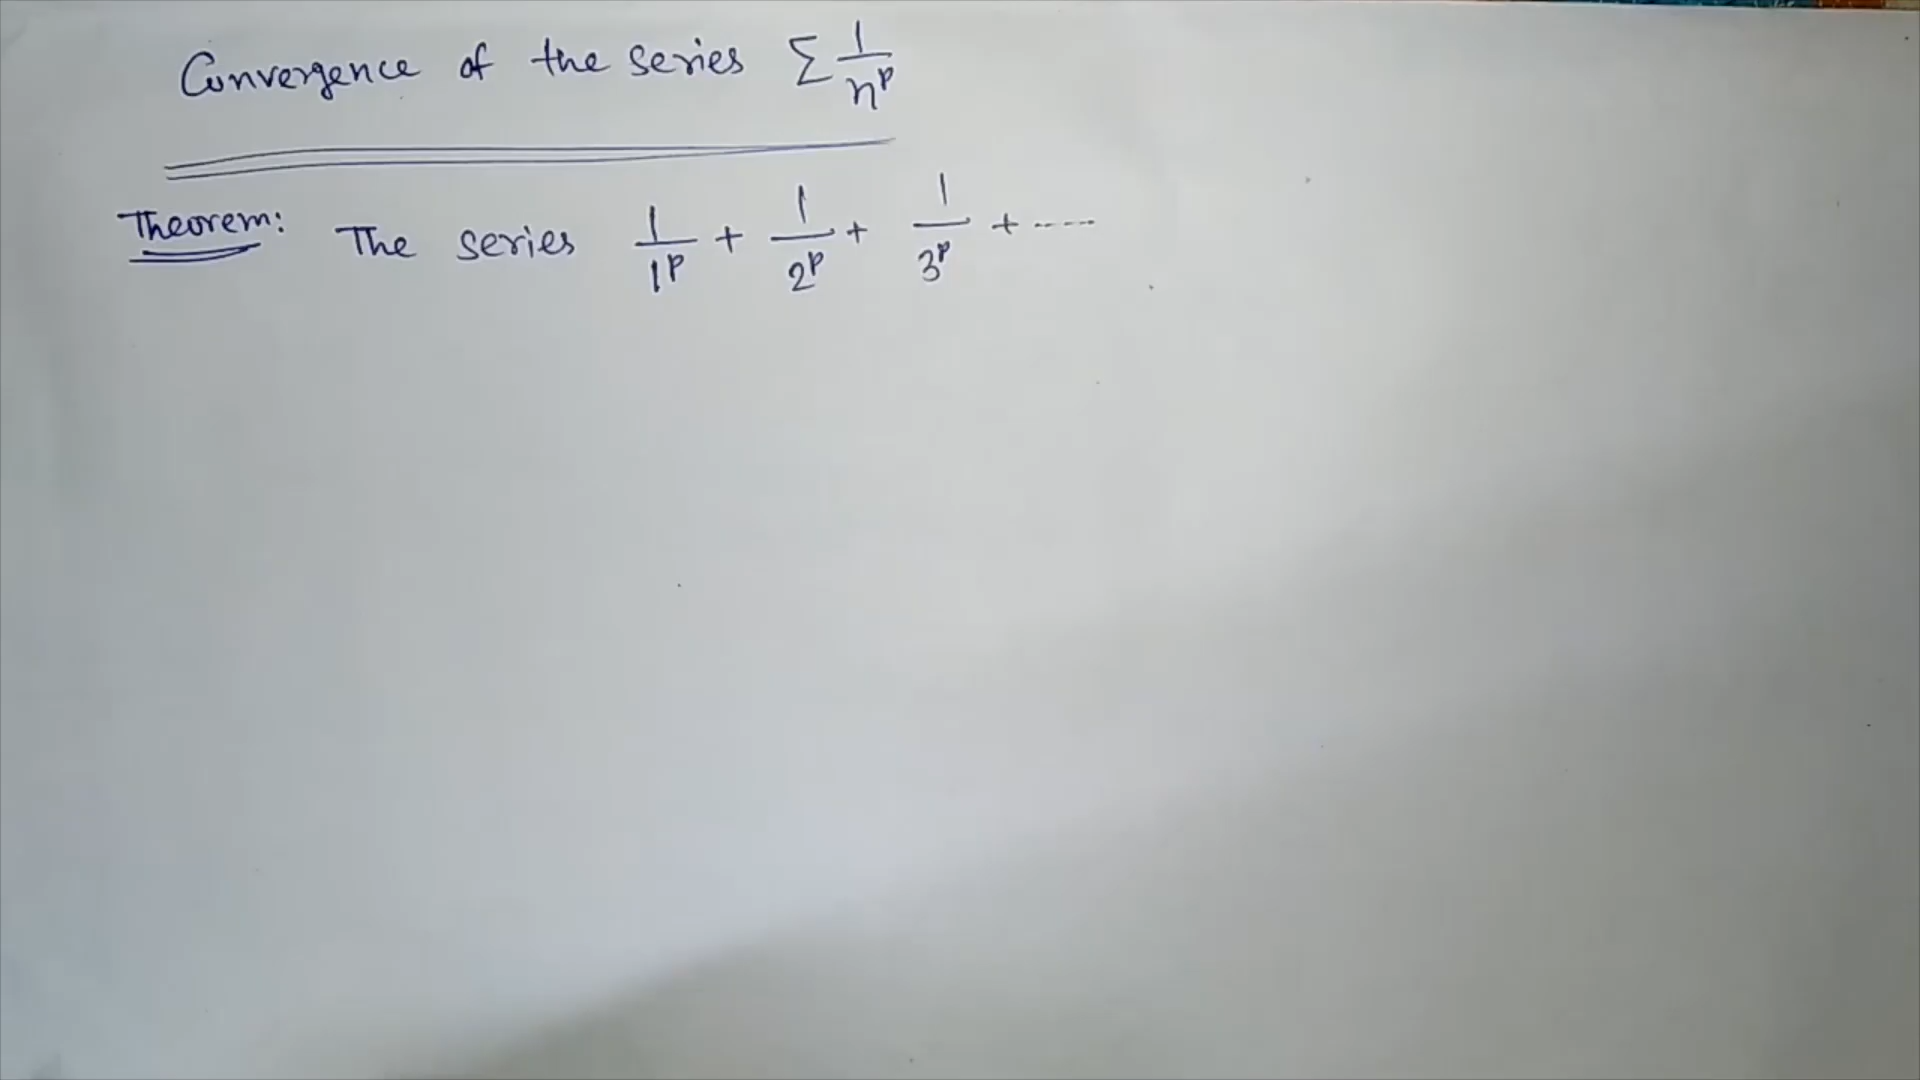 Convergence of the series Σ 1/n^p
Theorem: The series 1/1^p + 1/2^p + 1/3^p + -----